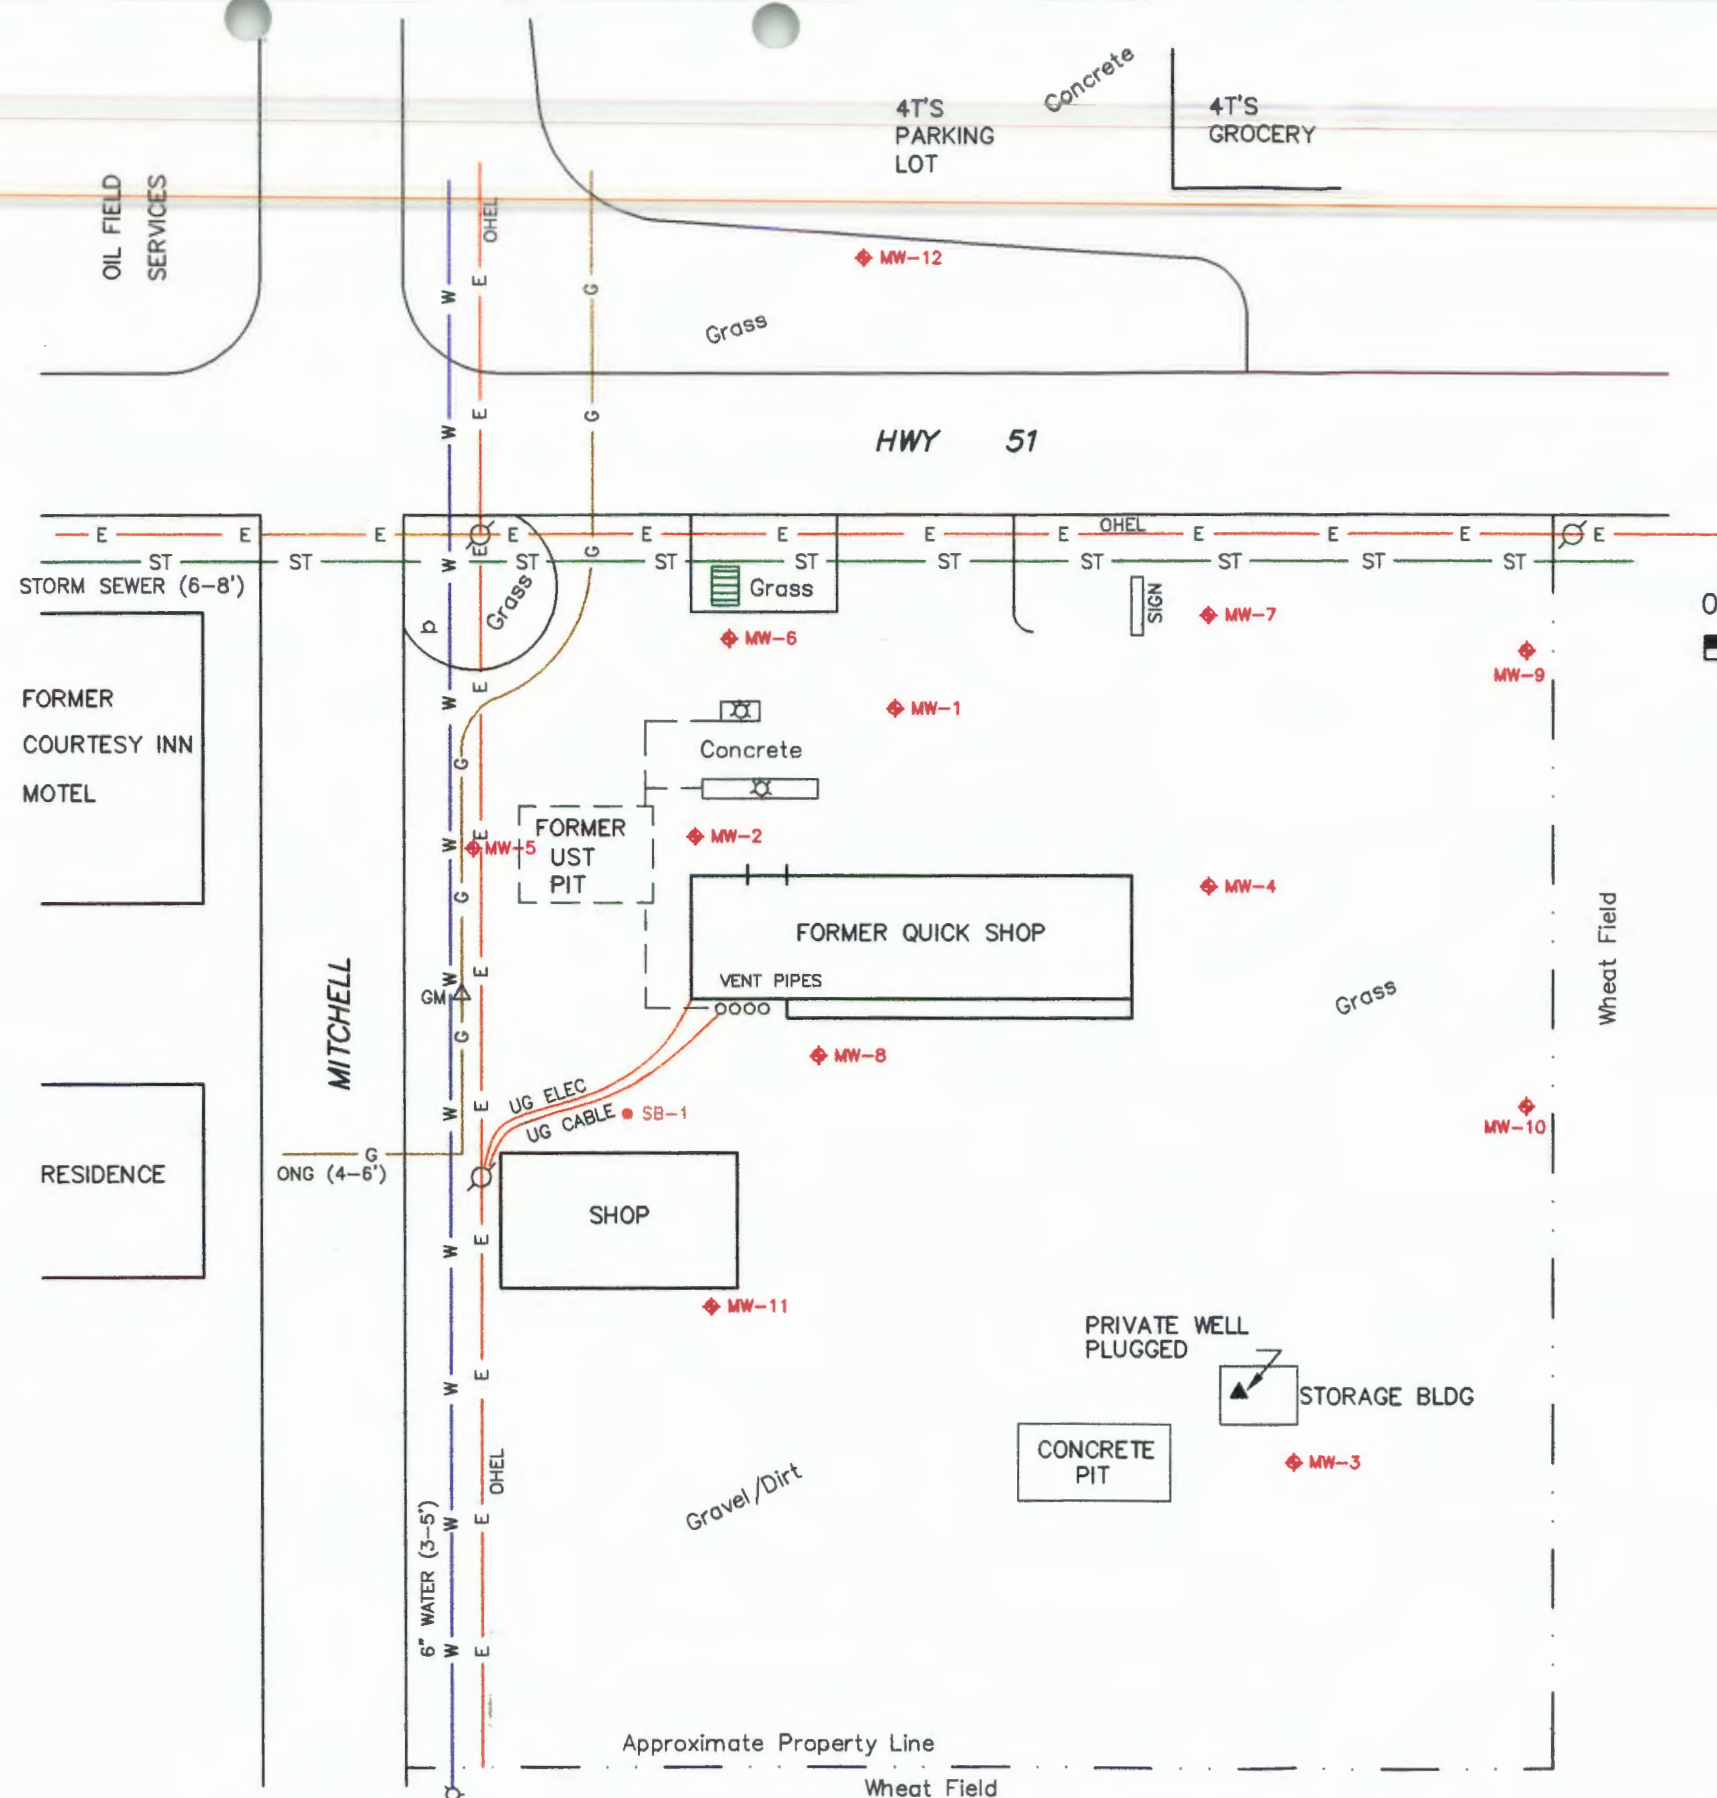 Concrete
4T'S
PARKING
LOT
4T'S
GROCERY
OIL FIELD
SERVICES
OHEL
MW-12
E
G
W
Grass
W
E
G
HWY 51
E
E
E
E
E
E
E
OHEL
E
E
E
E
E
ST
ST
W
E
ST
G
ST
ST
ST
ST
ST
ST
ST
STORM SEWER (6-8')
Grass
Grass
SIGN
MW-7
MW-6
MW-9
FORMER
COURTESY INN
MOTEL
W
E
MW-1
G
Concrete
W
E
MW-5
FORMER
UST
PIT
MW-2
G
MW-4
FORMER QUICK SHOP
Wheat Field
MITCHELL
W
E
GM
VENT PIPES
Grass
G
MW-8
W
E
UG ELEC
UG CABLE
SB-1
MW-10
G
ONG (4-6')
RESIDENCE
SHOP
W
E
MW-11
PRIVATE WELL
PLUGGED
W
E
STORAGE BLDG
CONCRETE
PIT
MW-3
OHEL
Gravel/Dirt
6" WATER (3-5')
W
E
W
E
Approximate Property Line
Wheat Field